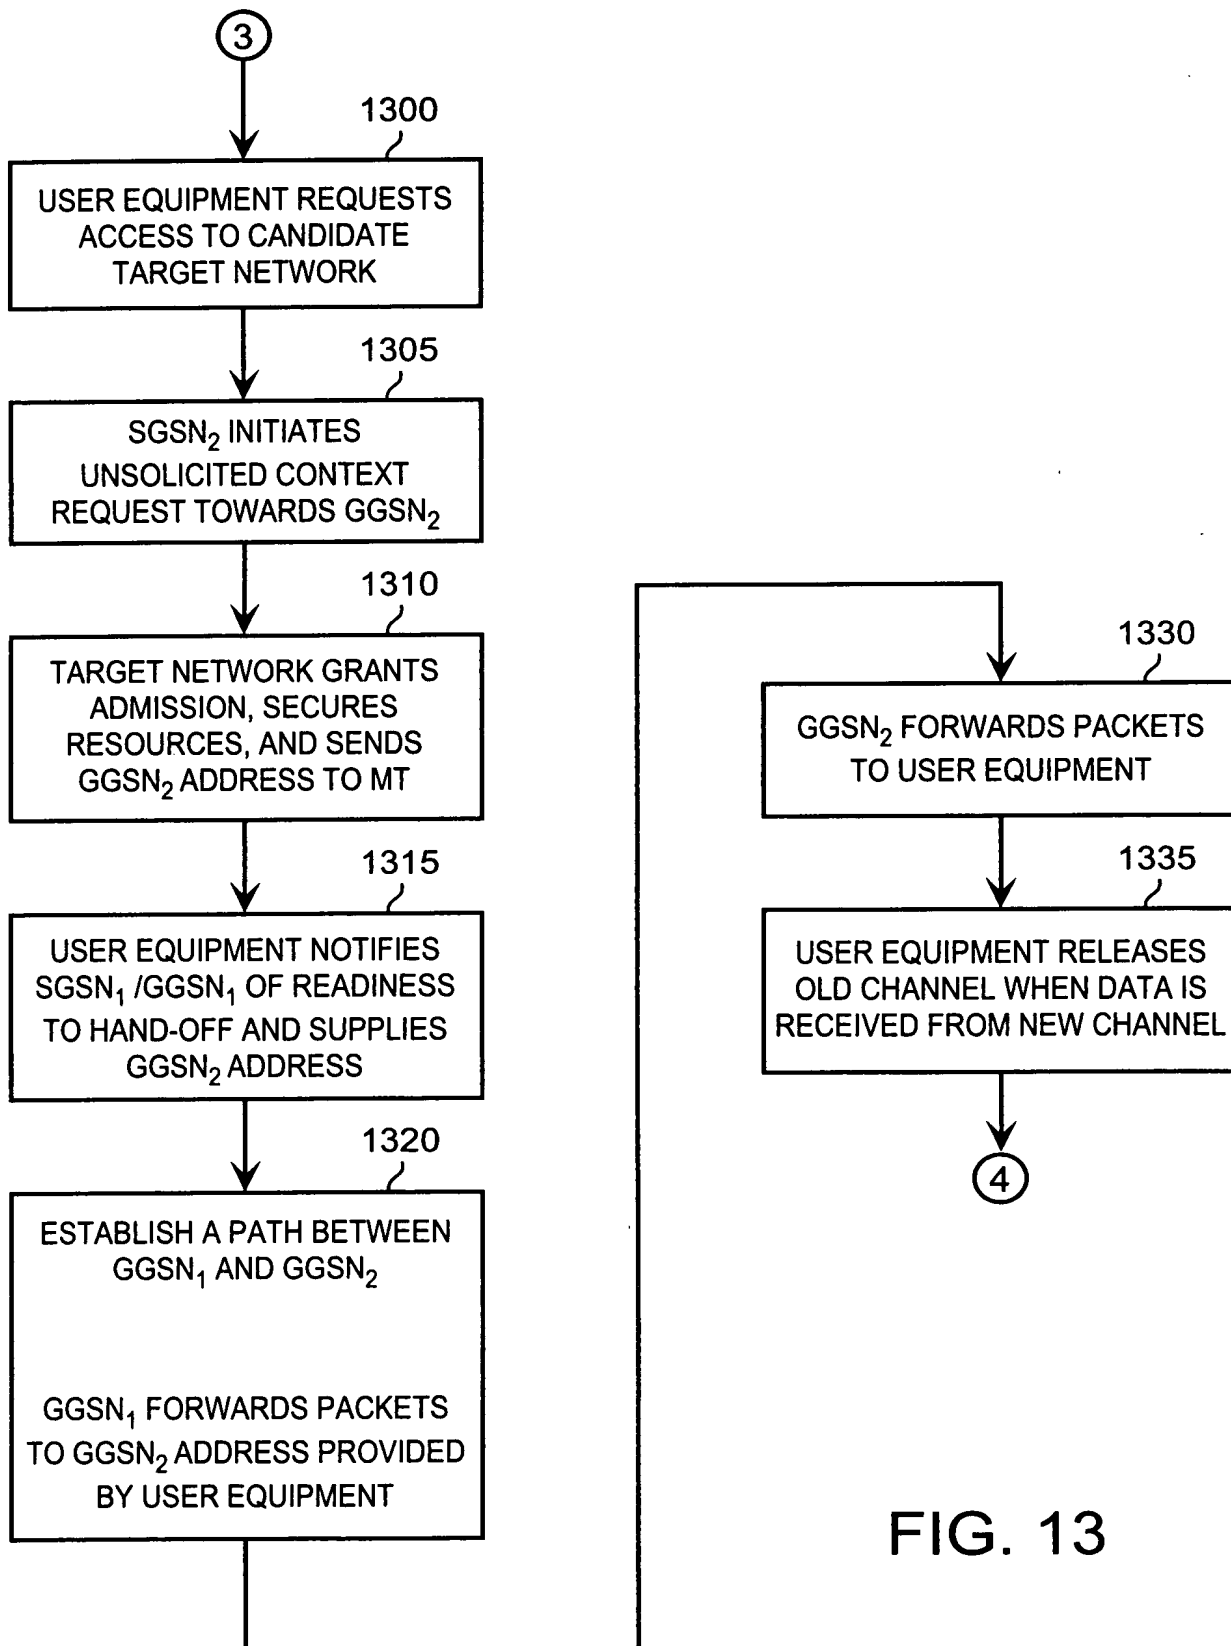 3
1300
USER EQUIPMENT REQUESTS
ACCESS TO CANDIDATE
TARGET NETWORK
1305
SGSN₂ INITIATES
UNSOLICITED CONTEXT
REQUEST TOWARDS GGSN₂
1310
TARGET NETWORK GRANTS
ADMISSION, SECURES
RESOURCES, AND SENDS
GGSN₂ ADDRESS TO MT
1315
USER EQUIPMENT NOTIFIES
SGSN₁ /GGSN₁ OF READINESS
TO HAND-OFF AND SUPPLIES
GGSN₂ ADDRESS
1320
ESTABLISH A PATH BETWEEN
GGSN₁ AND GGSN₂
GGSN₁ FORWARDS PACKETS
TO GGSN₂ ADDRESS PROVIDED
BY USER EQUIPMENT
1330
GGSN₂ FORWARDS PACKETS
TO USER EQUIPMENT
1335
USER EQUIPMENT RELEASES
OLD CHANNEL WHEN DATA IS
RECEIVED FROM NEW CHANNEL
4
FIG. 13